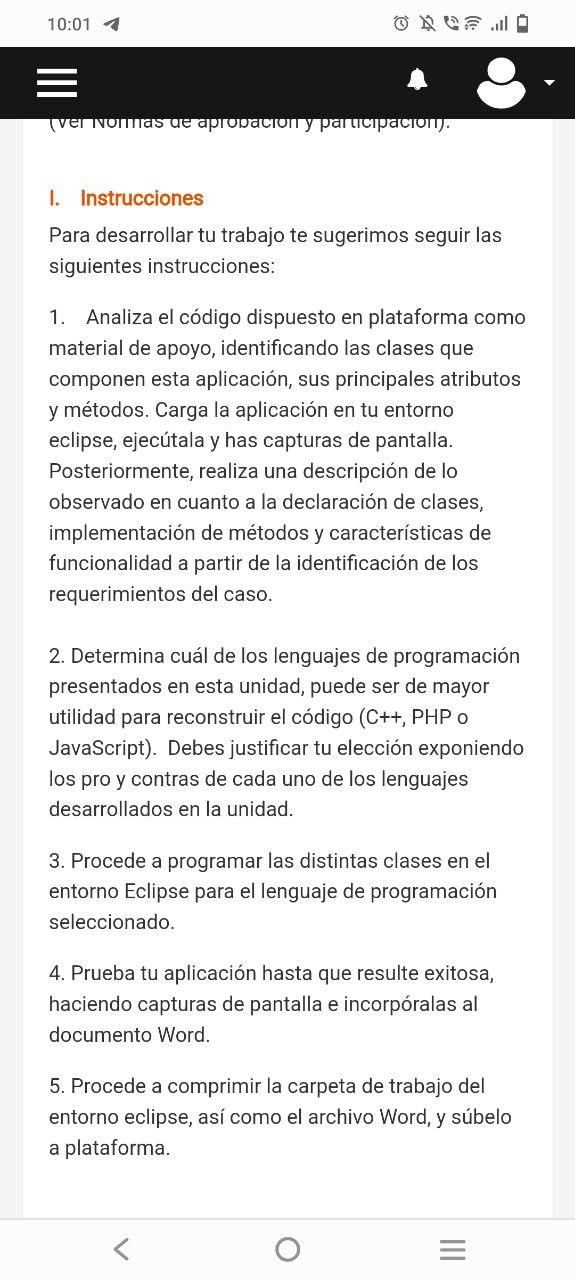 10:01
(Ver Normas de aprobación y participación).
I. Instrucciones
Para desarrollar tu trabajo te sugerimos seguir las
siguientes instrucciones:
1. Analiza el código dispuesto en plataforma como
material de apoyo, identificando las clases que
componen esta aplicación, sus principales atributos
y métodos. Carga la aplicación en tu entorno
eclipse, ejecútala y has capturas de pantalla.
Posteriormente, realiza una descripción de lo
observado en cuanto a la declaración de clases,
implementación de métodos y características de
funcionalidad a partir de la identificación de los
requerimientos del caso.
2. Determina cuál de los lenguajes de programación
presentados en esta unidad, puede ser de mayor
utilidad para reconstruir el código (C++, PHP o
JavaScript). Debes justificar tu elección exponiendo
los pro y contras de cada uno de los lenguajes
desarrollados en la unidad.
3. Procede a programar las distintas clases en el
entorno Eclipse para el lenguaje de programación
seleccionado.
4. Prueba tu aplicación hasta que resulte exitosa,
haciendo capturas de pantalla e incorpóralas al
documento Word.
5. Procede a comprimir la carpeta de trabajo del
entorno eclipse, así como el archivo Word, y súbelo
a plataforma.